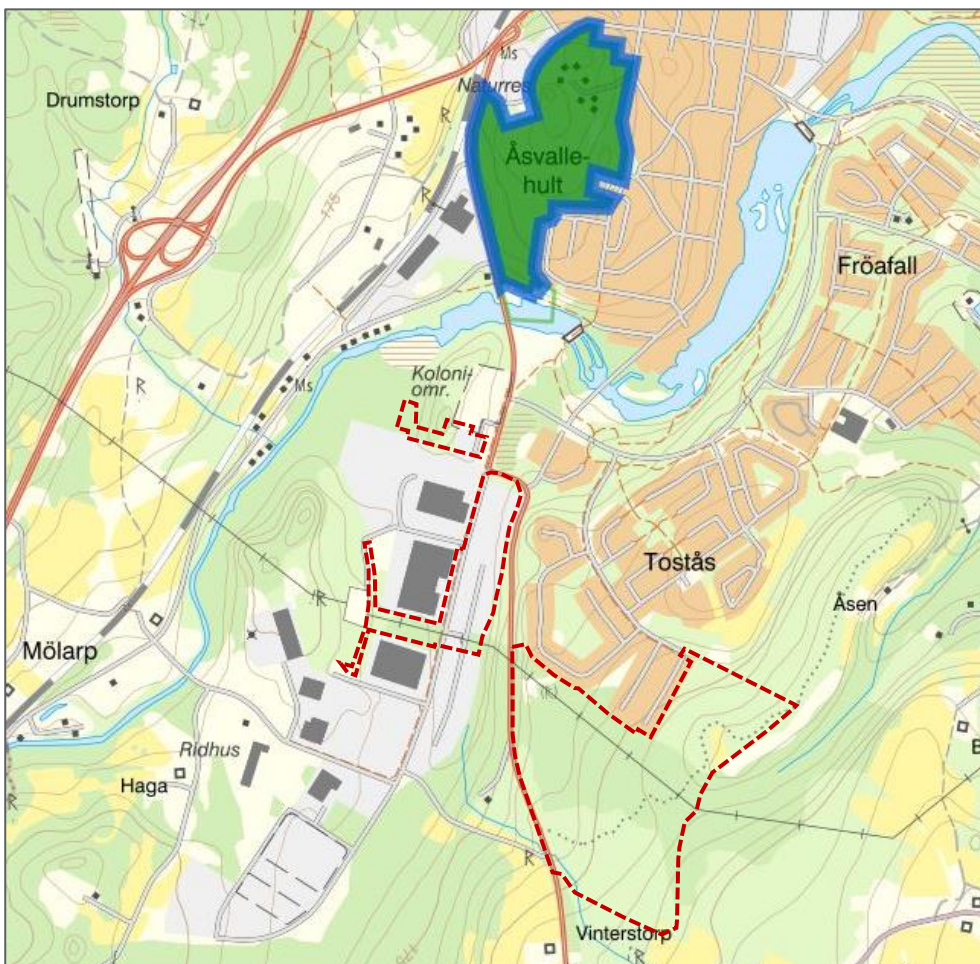 Ms
Naturres
Drumstorp
Åsvalle-
hult
175
R
Fröafall
Koloni-
omr.
Ms
R
Tostås
Åsen
R
Mölarp
(K)
Ridhus
Haga
R
R
Vinterstorp
R